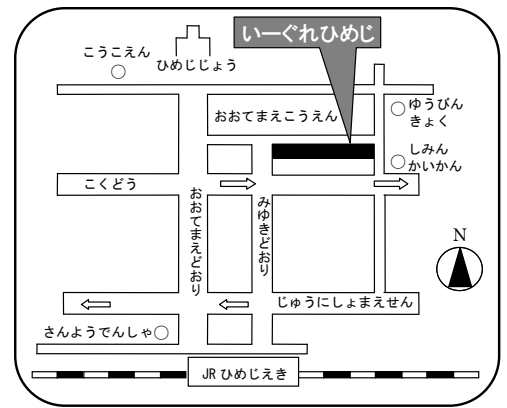 いーぐれひめじ
こうこえん
ひめじじょう
おおてまえこうえん
ゆうびん
きょく
しみん
かいかん
こくどう
おおてまえどおり
みゆきどおり
N
じゅうにしょまえせん
さんようでんしゃ
JRひめじえき